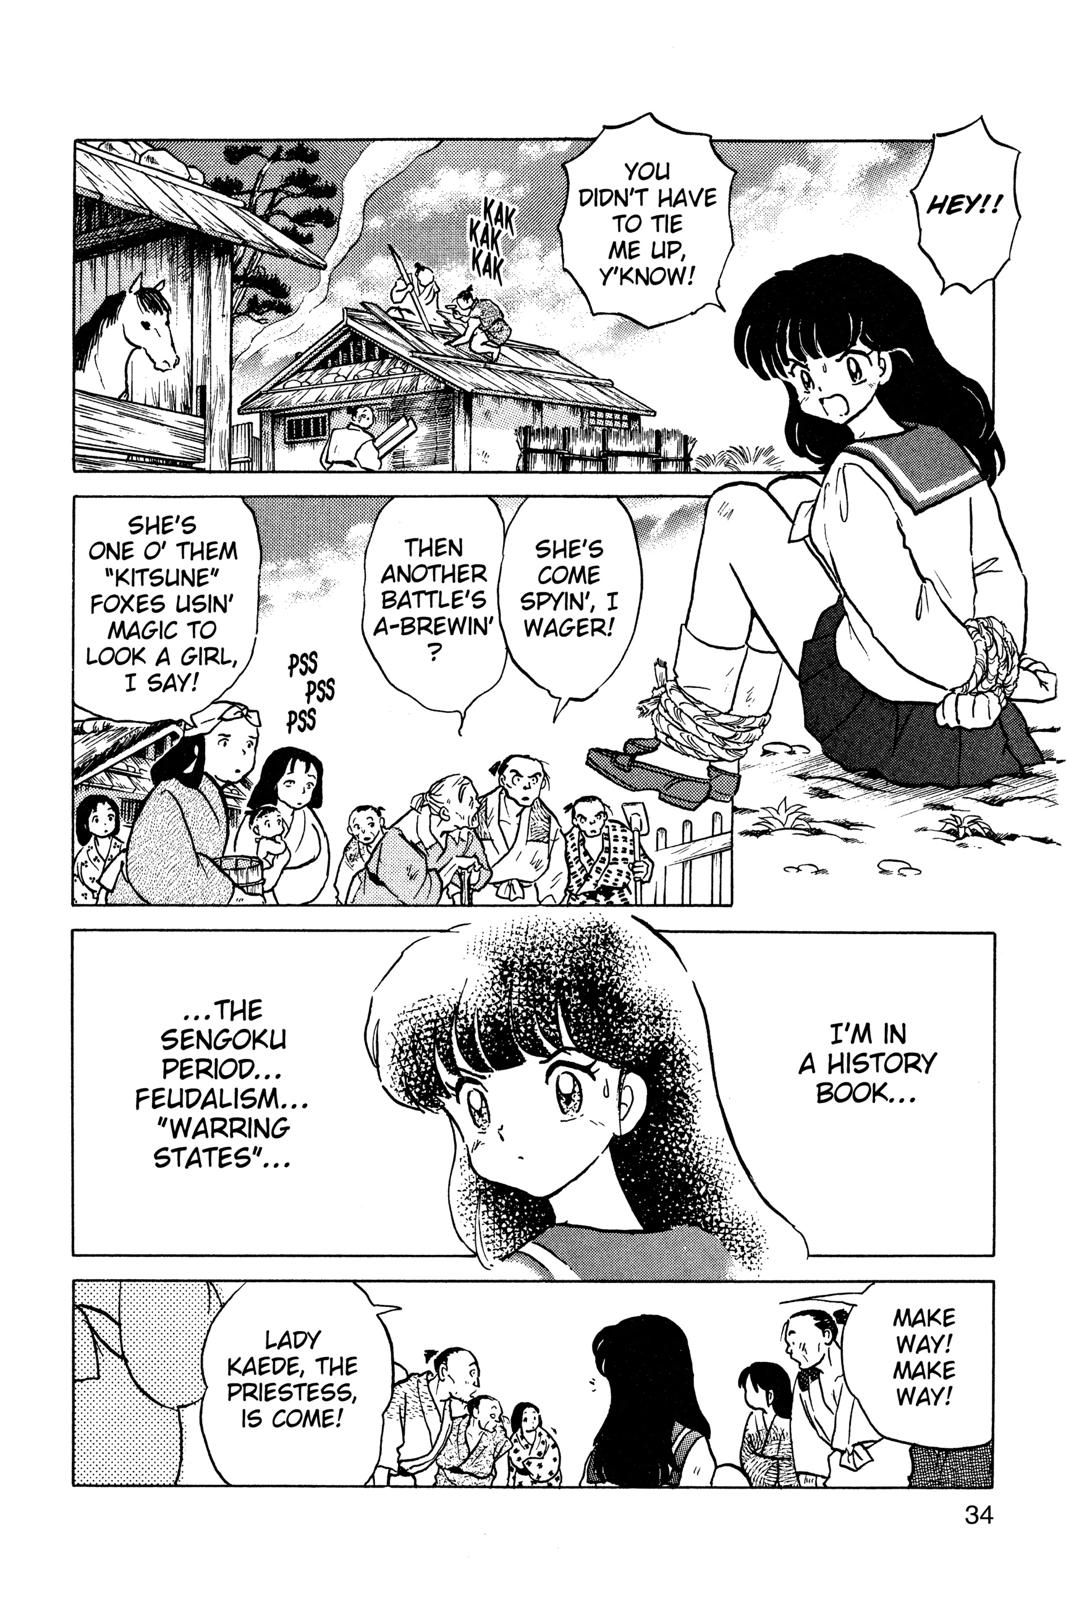 HEY!!
YOU
DIDN'T HAVE
TO TIE
ME UP,
Y'KNOW!
KAK
KAK
KAK
SHE'S
COME
SPYIN', I
WAGER!
THEN
ANOTHER
BATTLE'S
A-BREWIN'
?
SHE'S
ONE O' THEM
"KITSUNE"
FOXES USIN'
MAGIC TO
LOOK A GIRL,
I SAY!
PSS
PSS
PSS
I'M IN
A HISTORY
BOOK...
...THE
SENGOKU
PERIOD...
FEUDALISM...
"WARRING
STATES"...
MAKE
WAY!
MAKE
WAY!
LADY
KAEDE, THE
PRIESTESS,
IS COME!
34